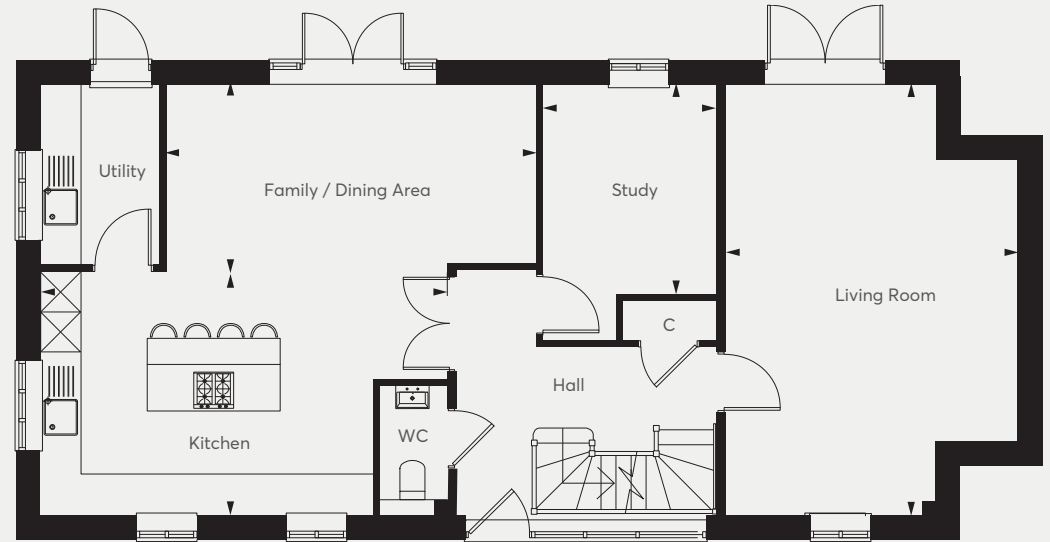 Utility
Family / Dining Area
Study
Living Room
C
Hall
WC
Kitchen